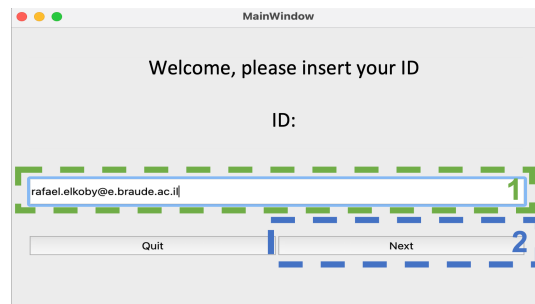 MainWindow
Welcome, please insert your ID
ID:
rafael.elkoby@e.braude.ac.il 1
Quit Next 2